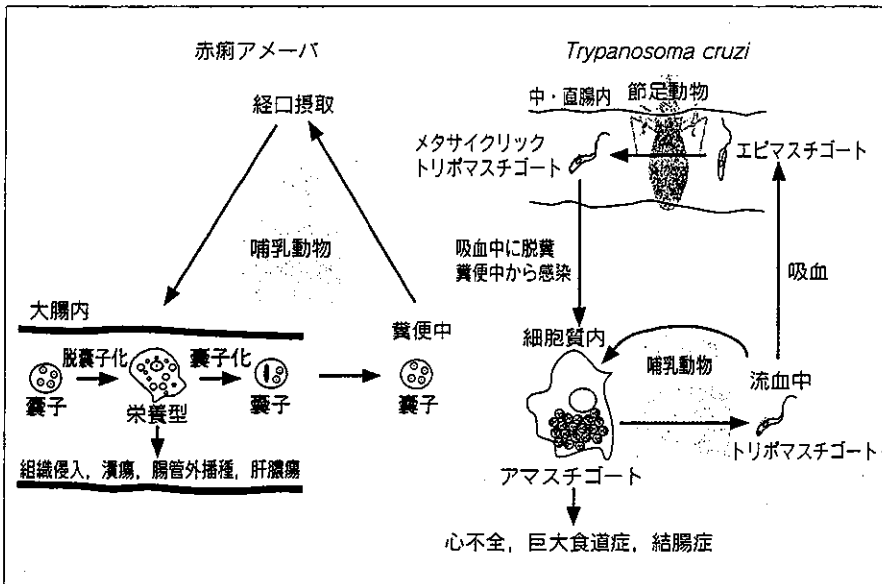 赤痢アメーバ
経口摂取
哺乳動物
大腸内
糞便中
脱嚢子化
嚢子化
嚢子
栄養型
嚢子
嚢子
組織侵入,潰瘍,腸管外播種,肝膿瘍
Trypanosoma cruzi
中・直腸内
節足動物
メタサイクリック
トリポマスチゴート
エピマスチゴート
吸血中に脱糞
糞便中から感染
吸血
細胞質内
哺乳動物
流血中
トリポマスチゴート
アマスチゴート
心不全,巨大食道症,結腸症